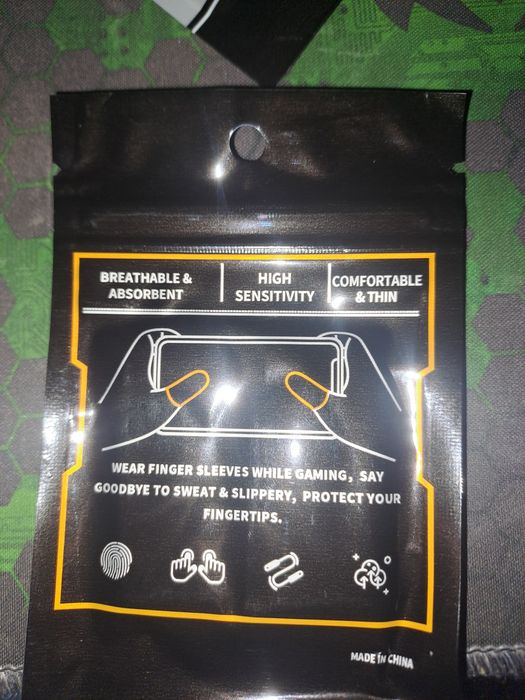 BREATHABLE &
ABSORBENT
HIGH
SENSITIVITY
COMFORTABLE
& THIN
WEAR FINGER SLEEVES WHILE GAMING, SAY
GOODBYE TO SWEAT & SLIPPERY, PROTECT YOUR
FINGERTIPS.
MADE IN CHINA